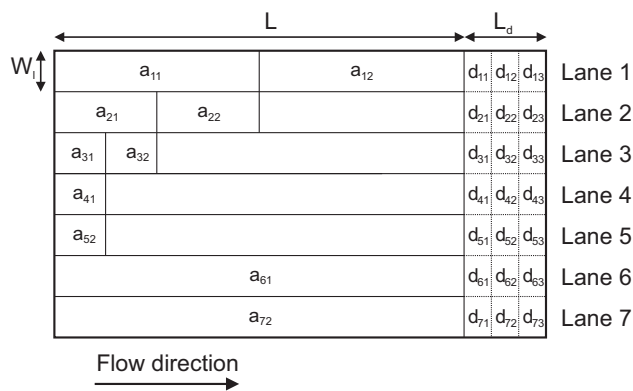 L L_d
W_l
a_11 a_12 d_11 d_12 d_13 Lane 1
a_21 a_22 d_21 d_22 d_23 Lane 2
a_31 a_32 d_31 d_32 d_33 Lane 3
a_41 d_41 d_42 d_43 Lane 4
a_52 d_51 d_52 d_53 Lane 5
a_61 d_61 d_62 d_63 Lane 6
a_72 d_71 d_72 d_73 Lane 7
Flow direction